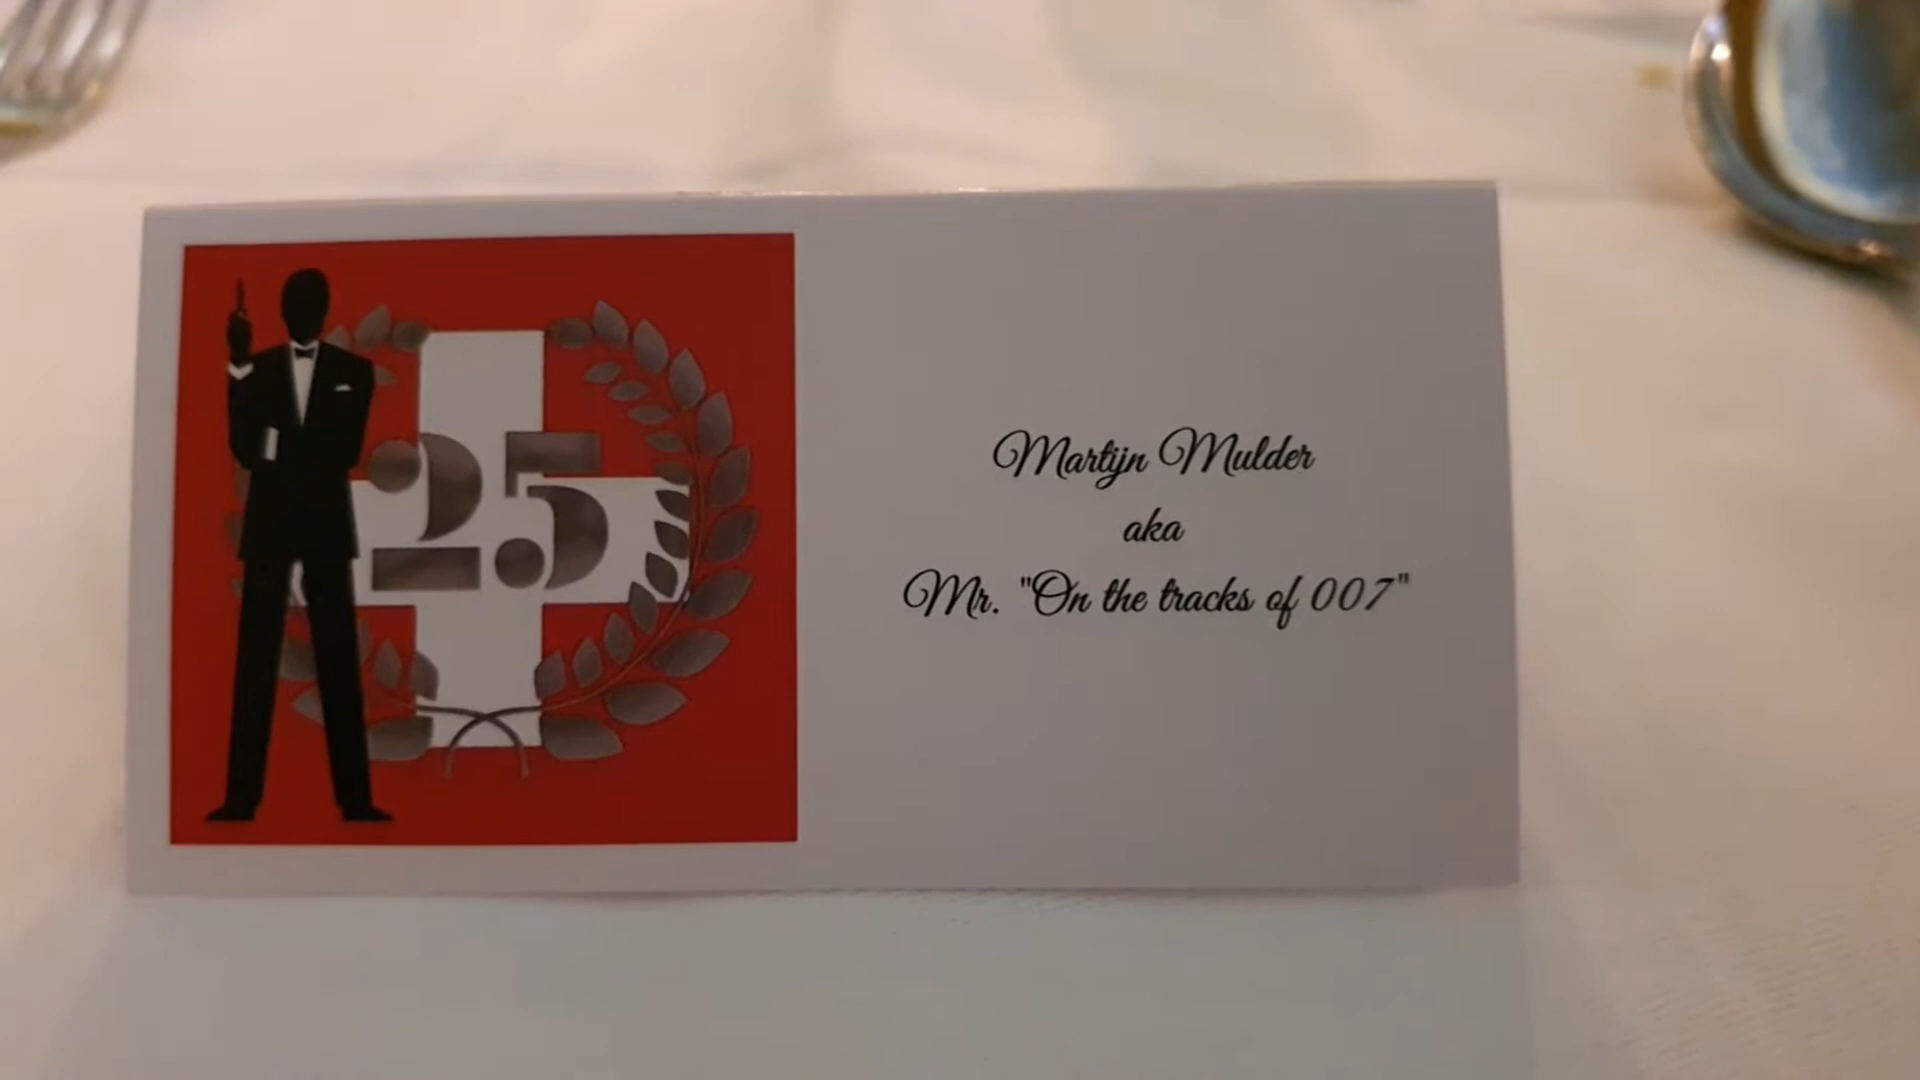 25
Martijn Mulder
aka
Mr. "On the tracks of 007"